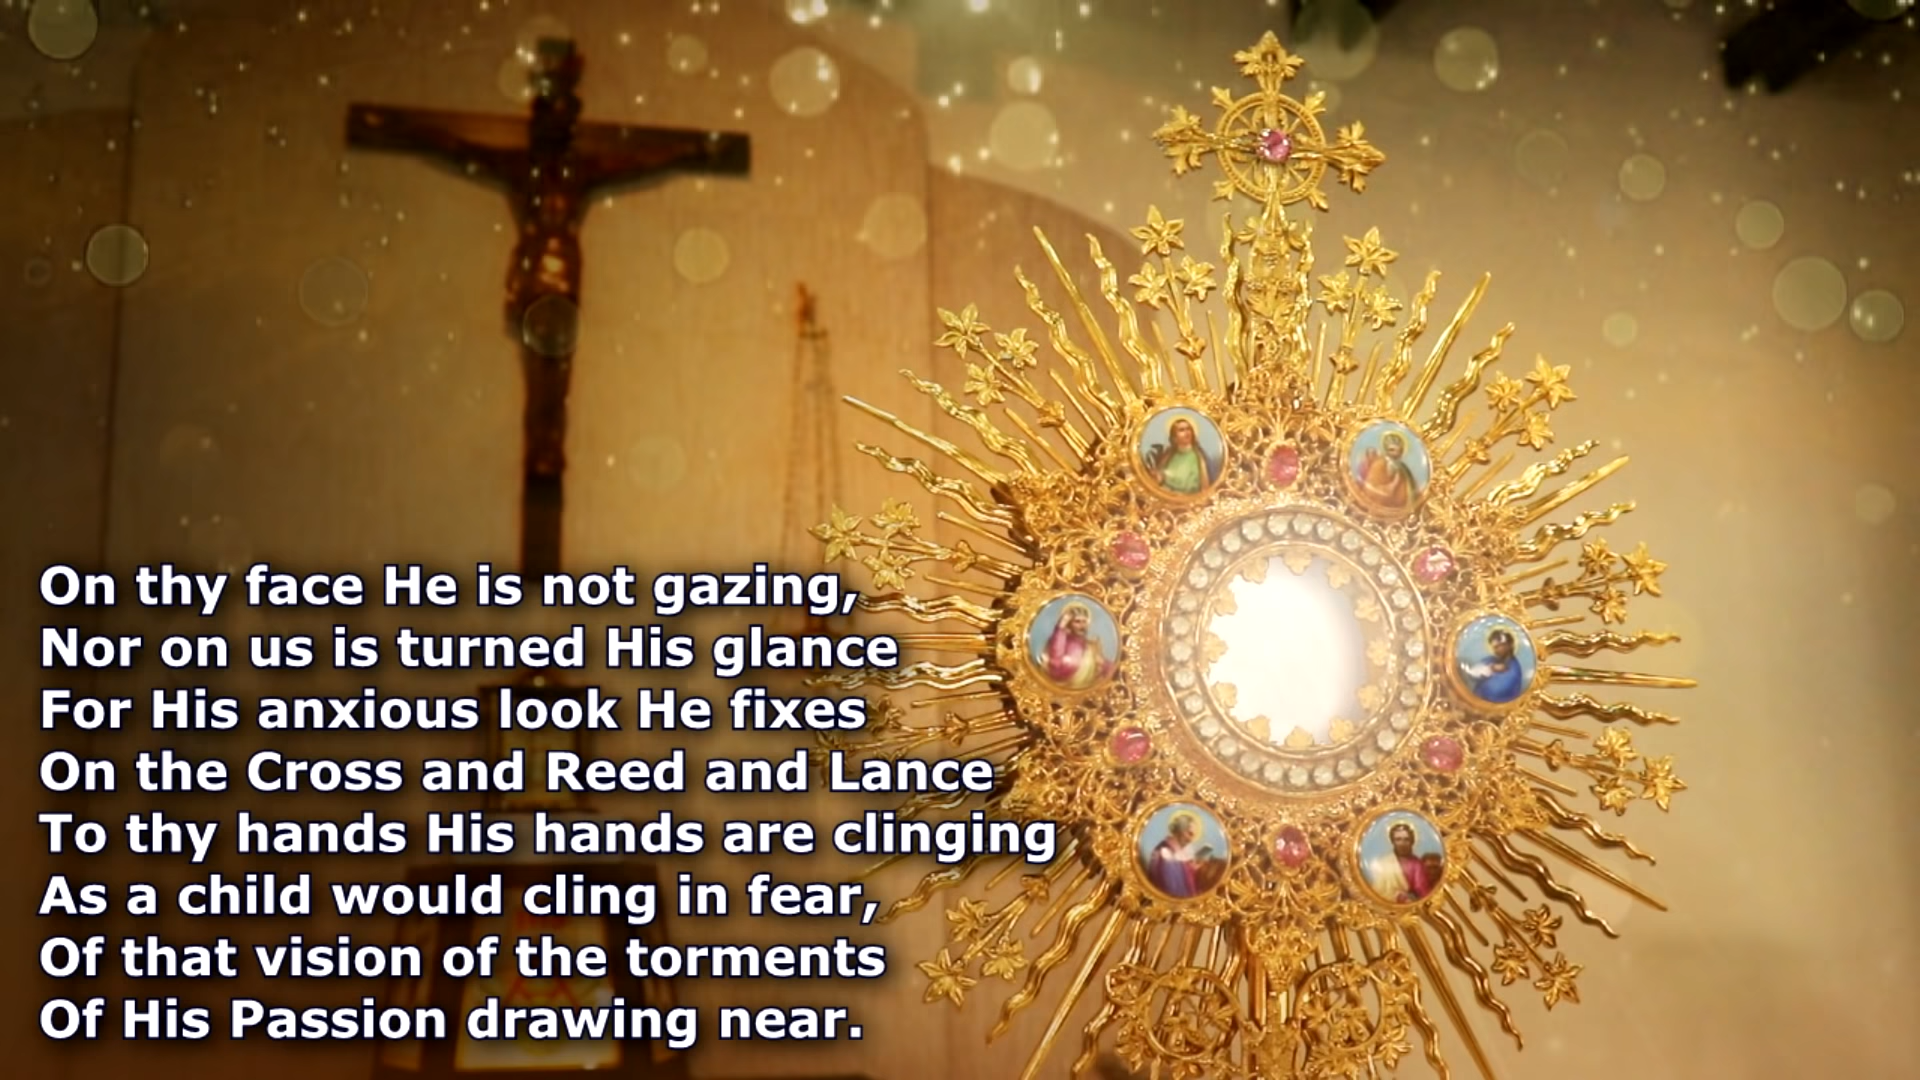 On thy face He is not gazing,
Nor on us is turned His glance
For His anxious look He fixes
On the Cross and Reed and Lance
To thy hands His hands are clinging
As a child would cling in fear,
Of that vision of the torments
Of His Passion drawing near.